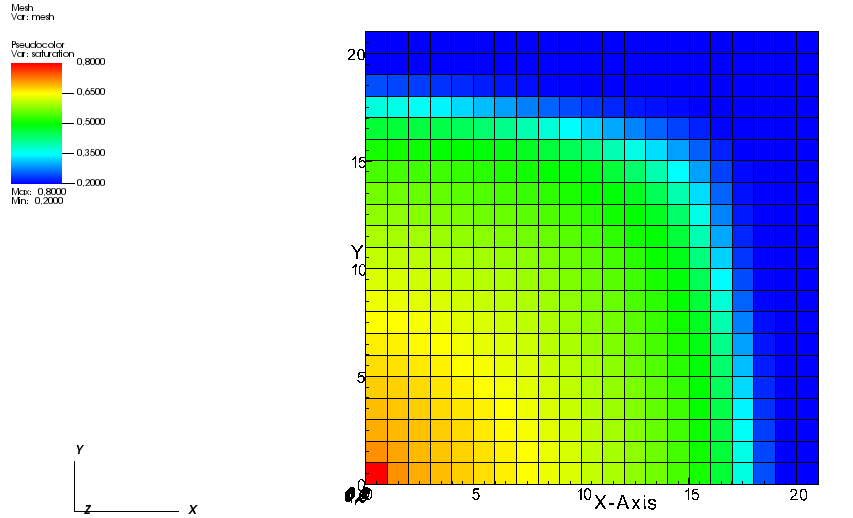 Mesh
Var: mesh
Pseudocolor
Var: saturation
0,8000
0,6500
0,5000
0,3500
0,2000
Max: 0,8000
Min: 0,2000
20
15
Y
10
5
0
5
10
15
20
X-Axis
Y
Z
X